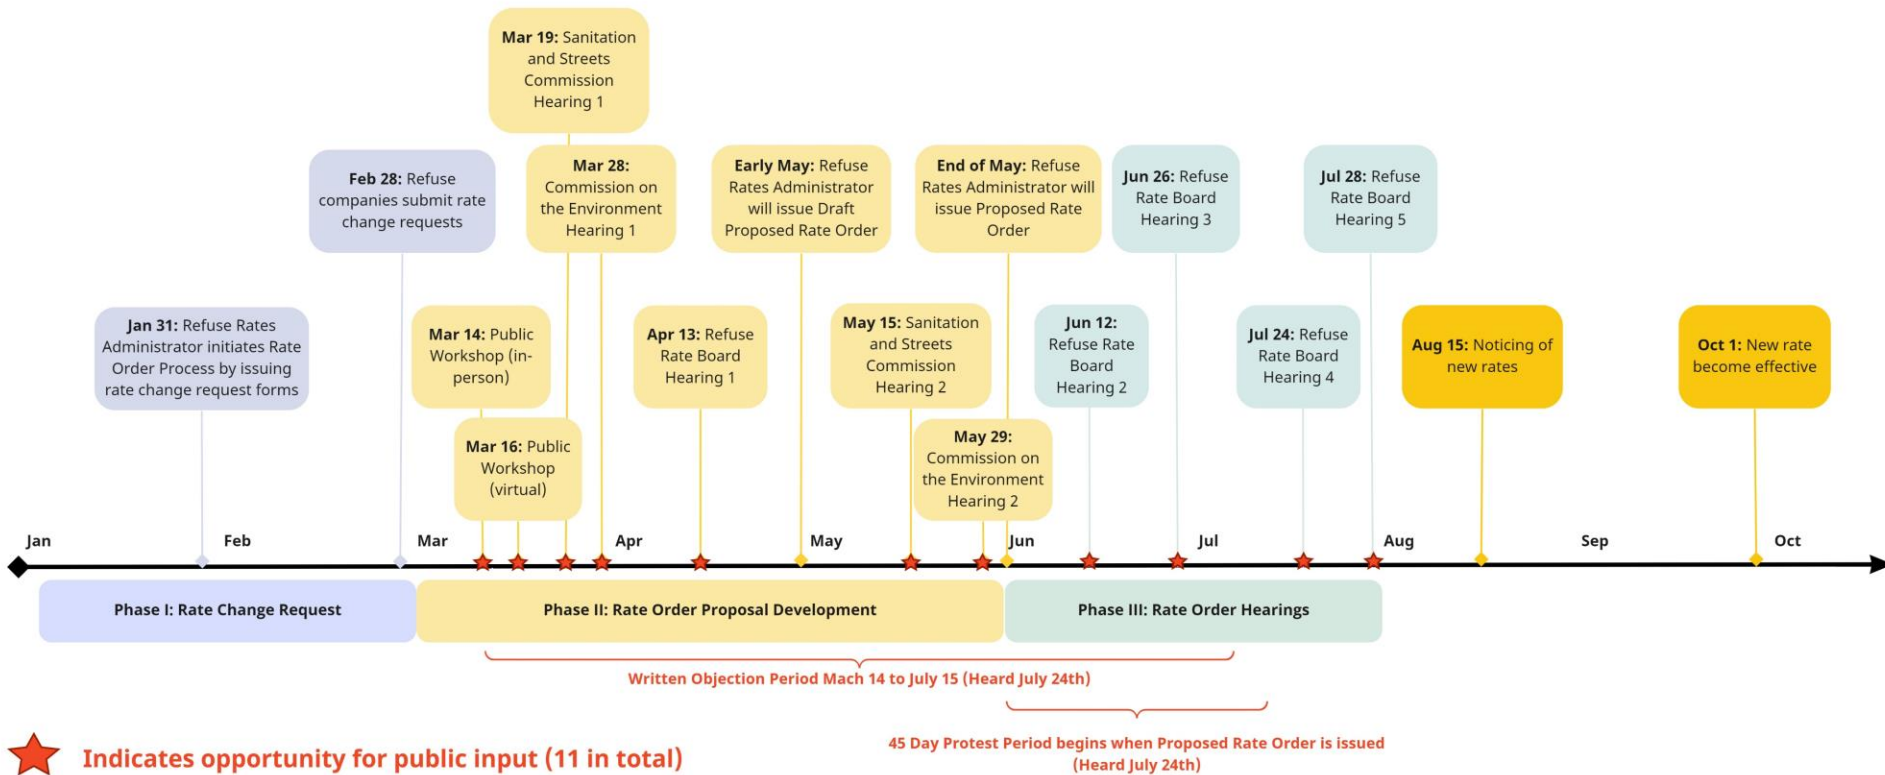 Mar 19: Sanitation
and Streets
Commission
Hearing 1
Feb 28: Refuse
companies submit rate
change requests
Mar 28:
Commission on
the Environment
Hearing 1
Early May: Refuse
Rates Administrator
will issue Draft
Proposed Rate Order
End of May: Refuse
Rates Administrator will
issue Proposed Rate
Order
Jun 26: Refuse
Rate Board
Hearing 3
Jul 28: Refuse
Rate Board
Hearing 5
Jan 31: Refuse Rates
Administrator initiates Rate
Order Process by issuing
rate change request forms
Mar 14: Public
Workshop (in-
person)
Apr 13: Refuse
Rate Board
Hearing 1
May 15: Sanitation
and Streets
Commission
Hearing 2
Jun 12:
Refuse Rate
Board
Hearing 2
Jul 24: Refuse
Rate Board
Hearing 4
Aug 15: Noticing of
new rates
Oct 1: New rate
become effective
Mar 16: Public
Workshop
(virtual)
May 29:
Commission on
the Environment
Hearing 2
Jan
Feb
Mar
Apr
May
Jun
Jul
Aug
Sep
Oct
Phase I: Rate Change Request
Phase II: Rate Order Proposal Development
Phase III: Rate Order Hearings
Written Objection Period Mach 14 to July 15 (Heard July 24th)
45 Day Protest Period begins when Proposed Rate Order is issued
(Heard July 24th)
Indicates opportunity for public input (11 in total)